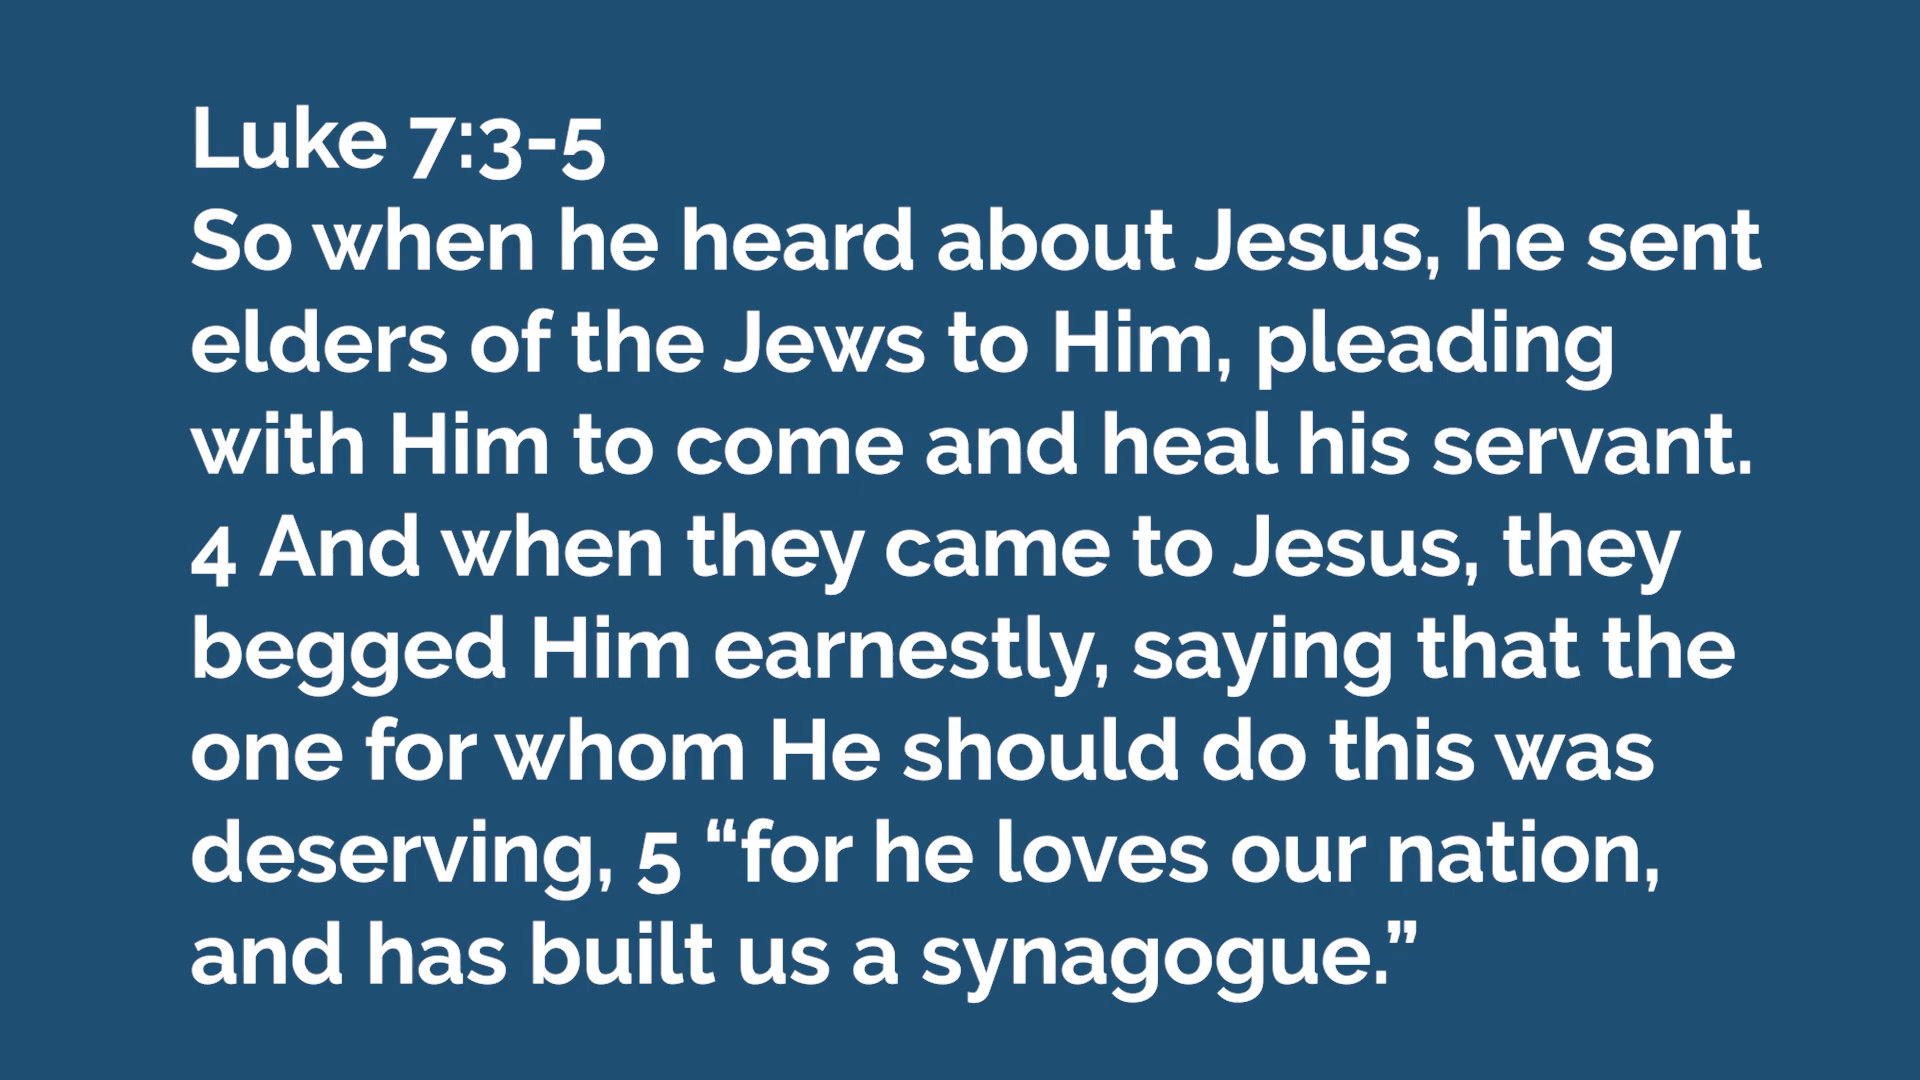 Luke 7:3-5
So when he heard about Jesus, he sent
elders of the Jews to Him, pleading
with Him to come and heal his servant.
4 And when they came to Jesus, they
begged Him earnestly, saying that the
one for whom He should do this was
deserving, 5 “for he loves our nation,
and has built us a synagogue.”